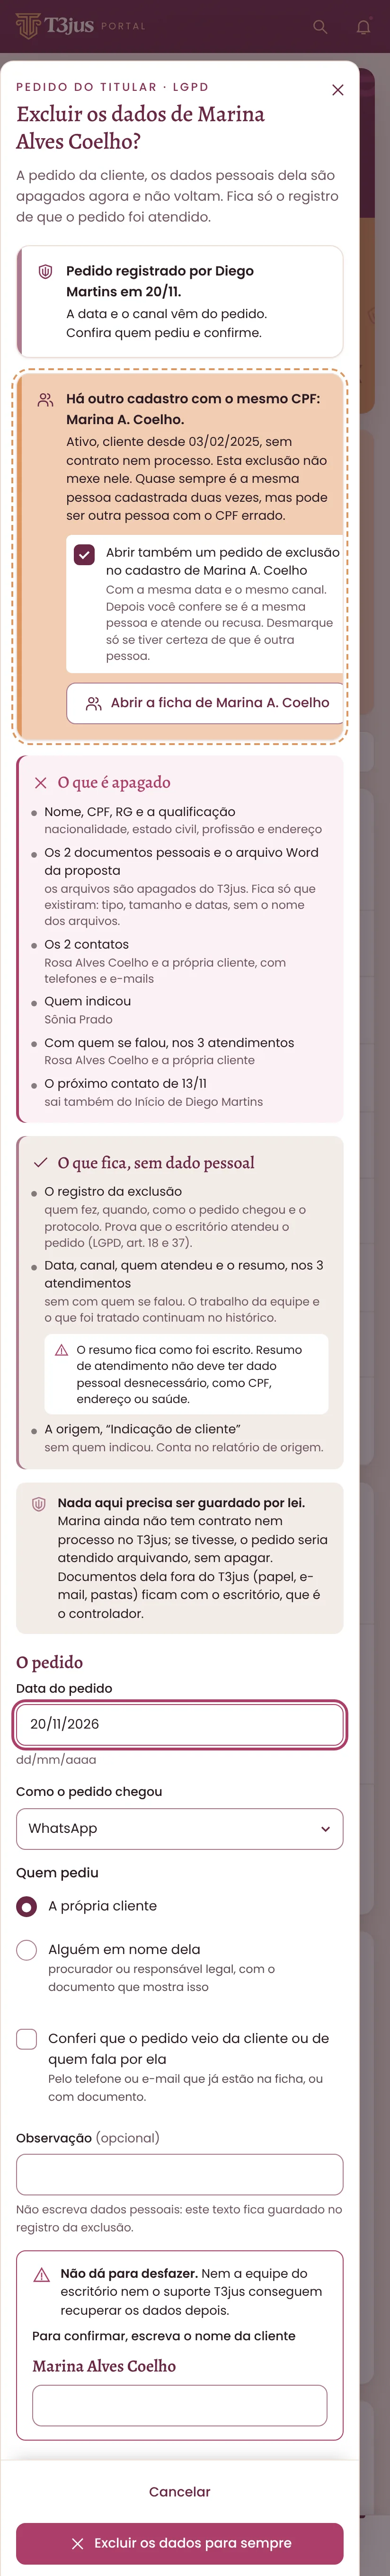 T3jus PORTAL
PEDIDO DO TITULAR · LGPD
Excluir os dados de Marina
Alves Coelho?
A pedido da cliente, os dados pessoais dela são
apagados agora e não voltam. Fica só o registro
de que o pedido foi atendido.
Pedido registrado por Diego
Martins em 20/11.
A data e o canal vêm do pedido.
Confira quem pediu e confirme.
Há outro cadastro com o mesmo CPF:
Marina A. Coelho.
Ativo, cliente desde 03/02/2025, sem
contrato nem processo. Esta exclusão não
mexe nele. Quase sempre é a mesma
pessoa cadastrada duas vezes, mas pode
ser outra pessoa com o CPF errado.
Abrir também um pedido de exclusão
no cadastro de Marina A. Coelho
Com a mesma data e o mesmo canal.
Depois você confere se é a mesma
pessoa e atende ou recusa. Desmarque
só se tiver certeza de que é outra
pessoa.
Abrir a ficha de Marina A. Coelho
O que é apagado
Nome, CPF, RG e a qualificação
nacionalidade, estado civil, profissão e endereço
Os 2 documentos pessoais e o arquivo Word
da proposta
os arquivos são apagados do T3jus. Fica só que
existiram: tipo, tamanho e datas, sem o nome
dos arquivos.
Os 2 contatos
Rosa Alves Coelho e a própria cliente, com
telefones e e-mails
Quem indicou
Sônia Prado
Com quem se falou, nos 3 atendimentos
Rosa Alves Coelho e a própria cliente
O próximo contato de 13/11
sai também do Início de Diego Martins
O que fica, sem dado pessoal
O registro da exclusão
quem fez, quando, como o pedido chegou e o
protocolo. Prova que o escritório atendeu o
pedido (LGPD, art. 18 e 37).
Data, canal, quem atendeu e o resumo, nos 3
atendimentos
sem com quem se falou. O trabalho da equipe e
o que foi tratado continuam no histórico.
O resumo fica como foi escrito. Resumo
de atendimento não deve ter dado
pessoal desnecessário, como CPF,
endereço ou saúde.
A origem, “Indicação de cliente”
sem quem indicou. Conta no relatório de origem.
Nada aqui precisa ser guardado por lei.
Marina ainda não tem contrato nem
processo no T3jus; se tivesse, o pedido seria
atendido arquivando, sem apagar.
Documentos dela fora do T3jus (papel, e-
mail, pastas) ficam com o escritório, que é
o controlador.
O pedido
Data do pedido
20/11/2026
dd/mm/aaaa
Como o pedido chegou
WhatsApp
Quem pediu
A própria cliente
Alguém em nome dela
procurador ou responsável legal, com o
documento que mostra isso
Conferi que o pedido veio da cliente ou de
quem fala por ela
Pelo telefone ou e-mail que já estão na ficha, ou
com documento.
Observação (opcional)
Não escreva dados pessoais: este texto fica guardado no
registro da exclusão.
Não dá para desfazer. Nem a equipe do
escritório nem o suporte T3jus conseguem
recuperar os dados depois.
Para confirmar, escreva o nome da cliente
Marina Alves Coelho
Cancelar
Excluir os dados para sempre